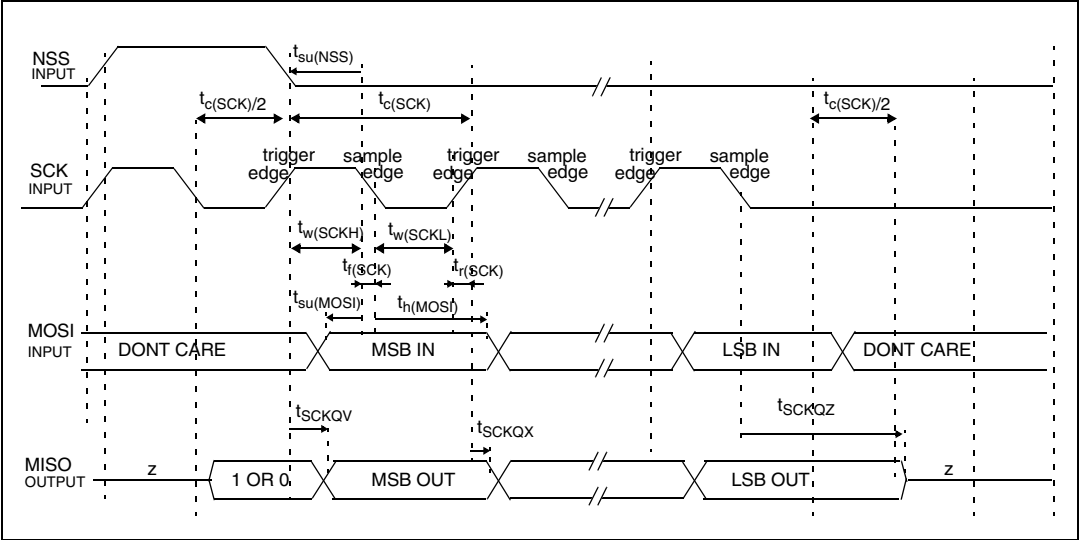 NSS
INPUT
tsu(NSS)
tc(SCK)/2
tc(SCK)
tc(SCK)/2
SCK
INPUT
trigger
edge
sample
edge
trigger
edge
sample
edge
trigger
edge
sample
edge
tw(SCKH)
tw(SCKL)
tf(SCK)
tr(SCK)
tsu(MOSI)
th(MOSI)
MOSI
INPUT
DONT CARE
MSB IN
LSB IN
DONT CARE
tSCKQV
tSCKQX
tSCKQZ
MISO
OUTPUT
z
1 OR 0
MSB OUT
LSB OUT
z